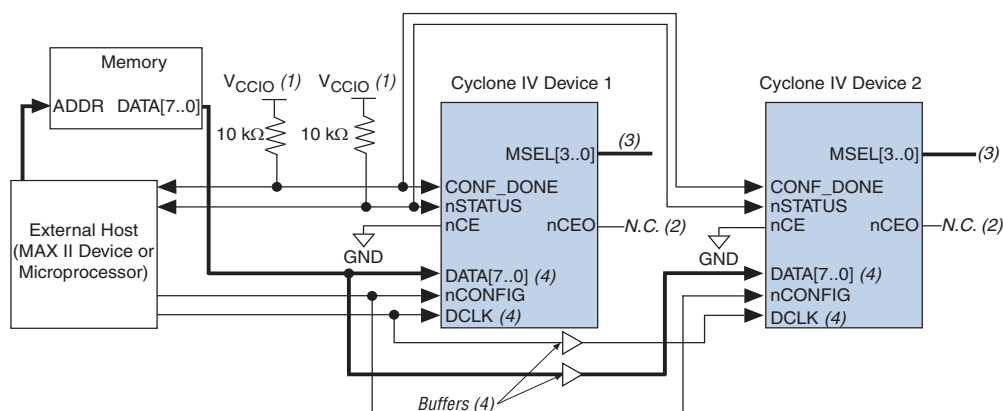 Memory
ADDR DATA[7..0]
VCCIO (1)
VCCIO (1)
10 kΩ
10 kΩ
Cyclone IV Device 1
Cyclone IV Device 2
MSEL[3..0]
(3)
MSEL[3..0]
(3)
External Host
(MAX II Device or
Microprocessor)
CONF_DONE
nSTATUS
nCE
nCEO
N.C. (2)
GND
DATA[7..0] (4)
nCONFIG
DCLK (4)
CONF_DONE
nSTATUS
nCE
nCEO
N.C. (2)
GND
DATA[7..0] (4)
nCONFIG
DCLK (4)
Buffers (4)